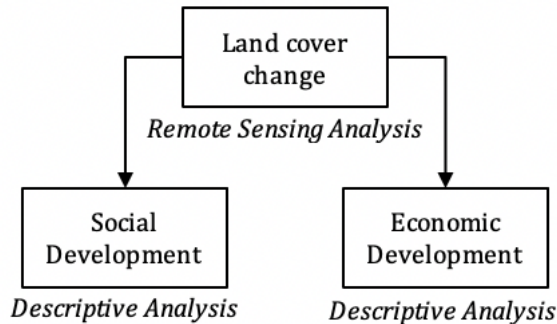 Land cover
change
Remote Sensing Analysis
Social
Development
Descriptive Analysis
Economic
Development
Descriptive Analysis